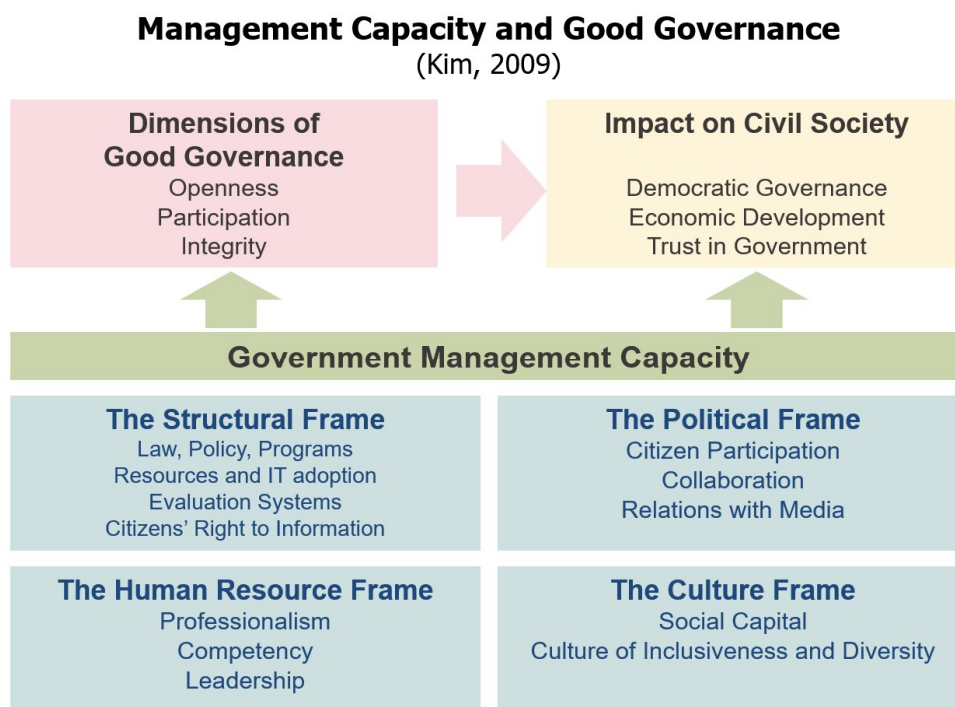 Management Capacity and Good Governance
(Kim, 2009)
Dimensions of
Good Governance
Openness
Participation
Integrity
Impact on Civil Society
Democratic Governance
Economic Development
Trust in Government
Government Management Capacity
The Structural Frame
Law, Policy, Programs
Resources and IT adoption
Evaluation Systems
Citizens’ Right to Information
The Political Frame
Citizen Participation
Collaboration
Relations with Media
The Human Resource Frame
Professionalism
Competency
Leadership
The Culture Frame
Social Capital
Culture of Inclusiveness and Diversity